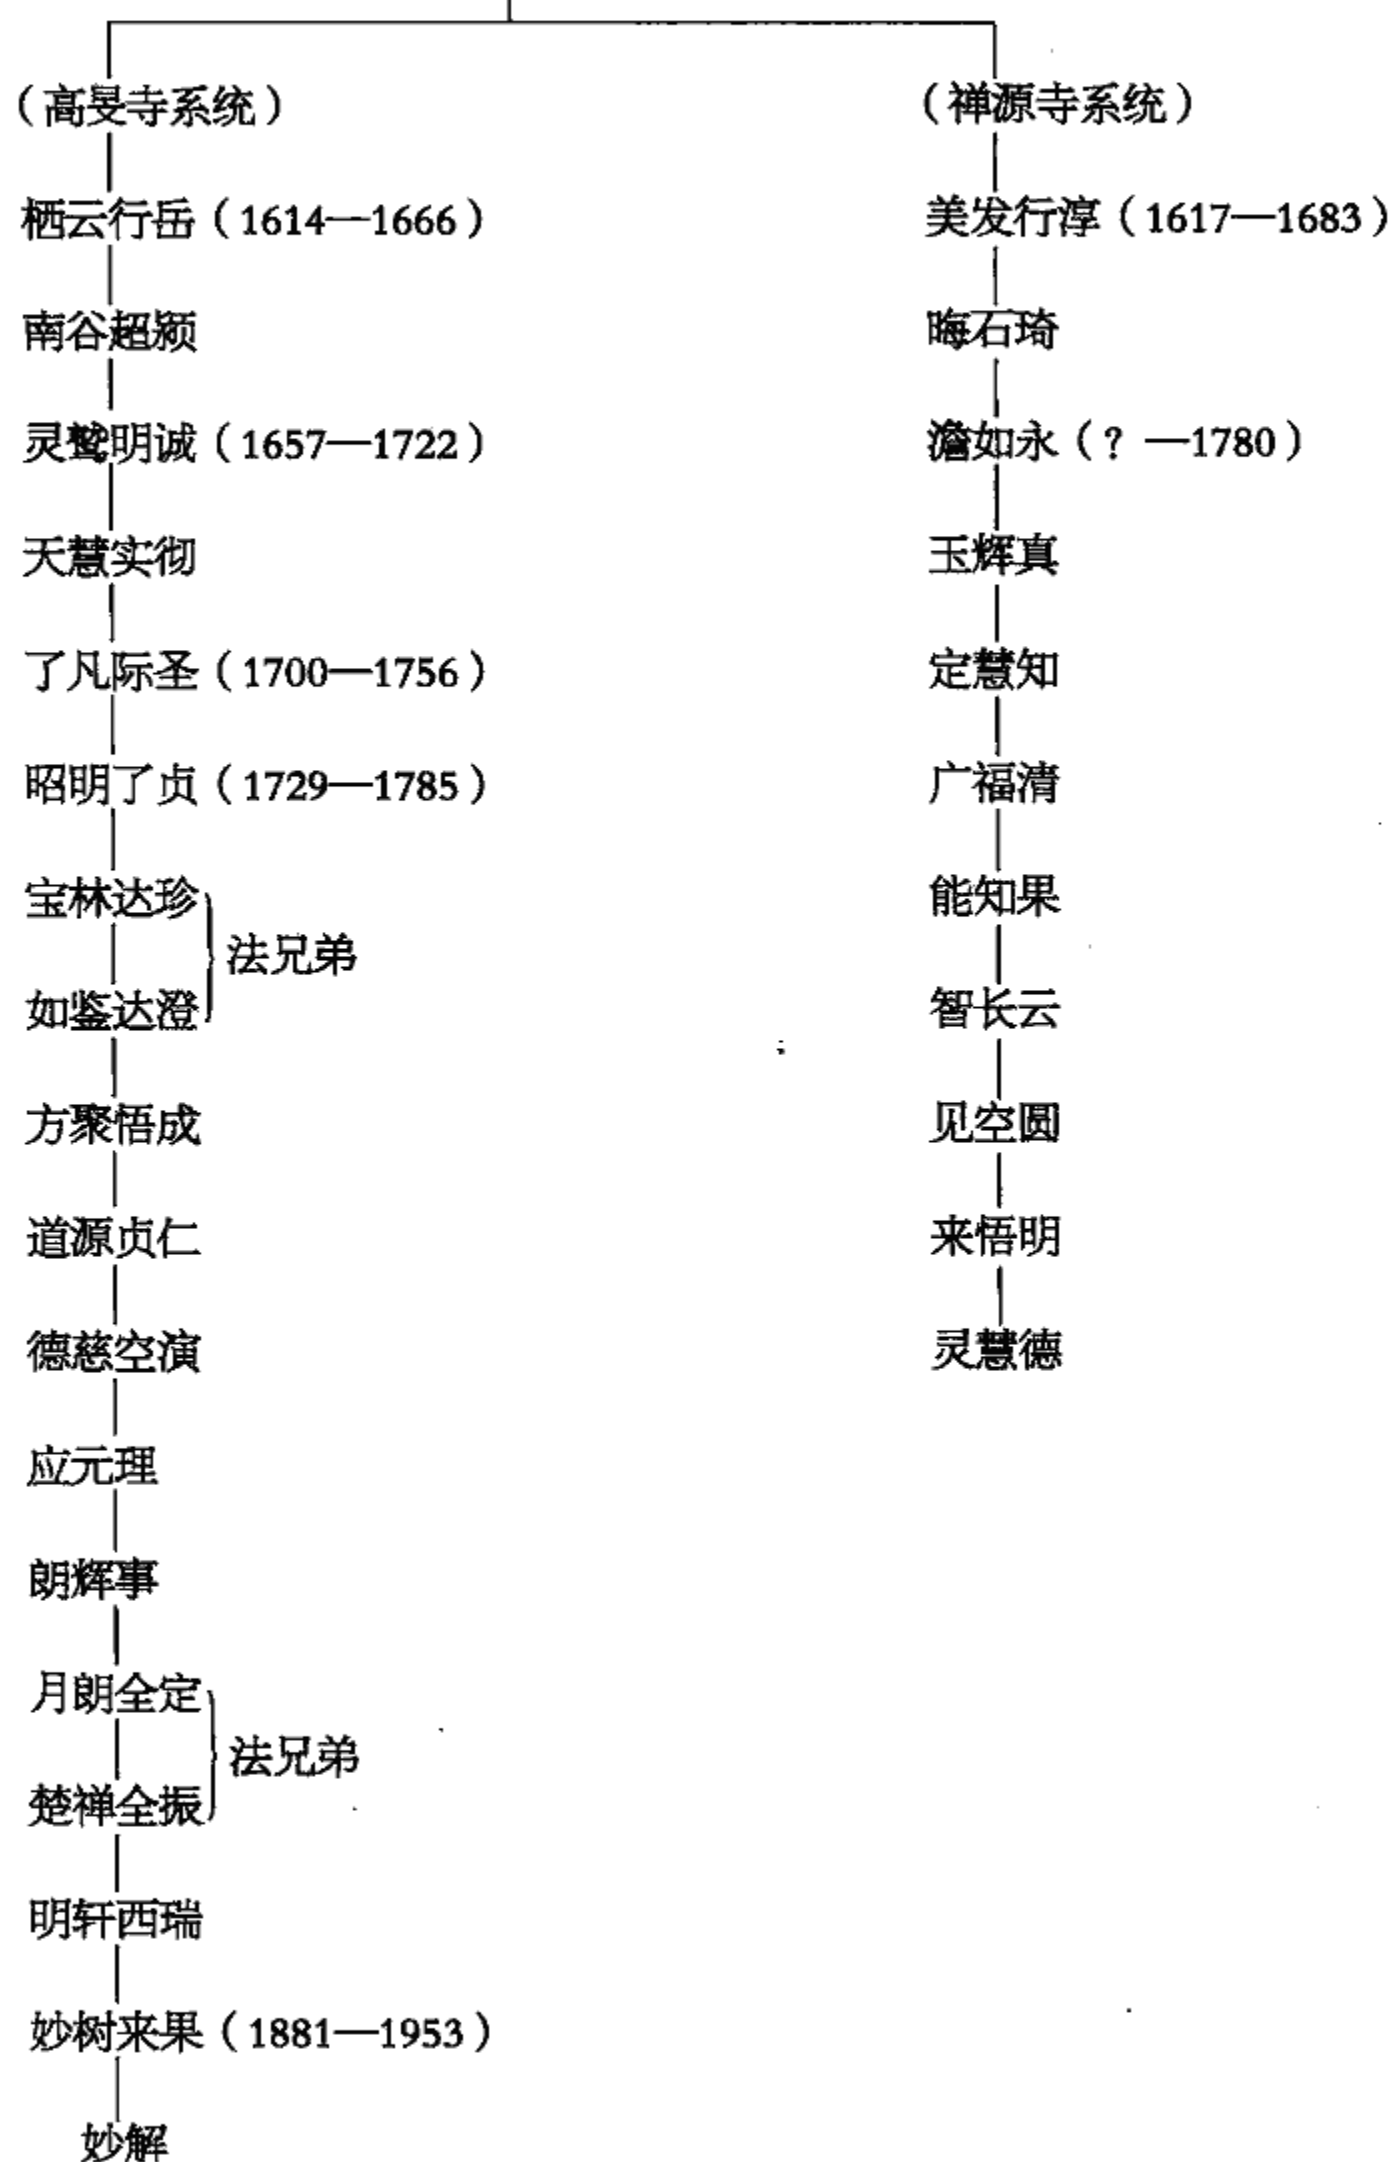 （高旻寺系统）
栖云行岳（1614—1666）
南谷超颍
灵鹫明诚（1657—1722）
天慧实彻
了凡际圣（1700—1756）
昭明了贞（1729—1785）
宝林达珍
如鉴达澄
法兄弟
方聚悟成
道源贞仁
德慈空演
应元理
朗辉事
月朗全定
楚禅全振
法兄弟
明轩西瑞
妙树来果（1881—1953）
妙解
（禅源寺系统）
美发行淳（1617—1683）
晦石琦
澹如永（？—1780）
玉辉真
定慧知
广福清
能知果
智长云
见空圆
来悟明
灵慧德